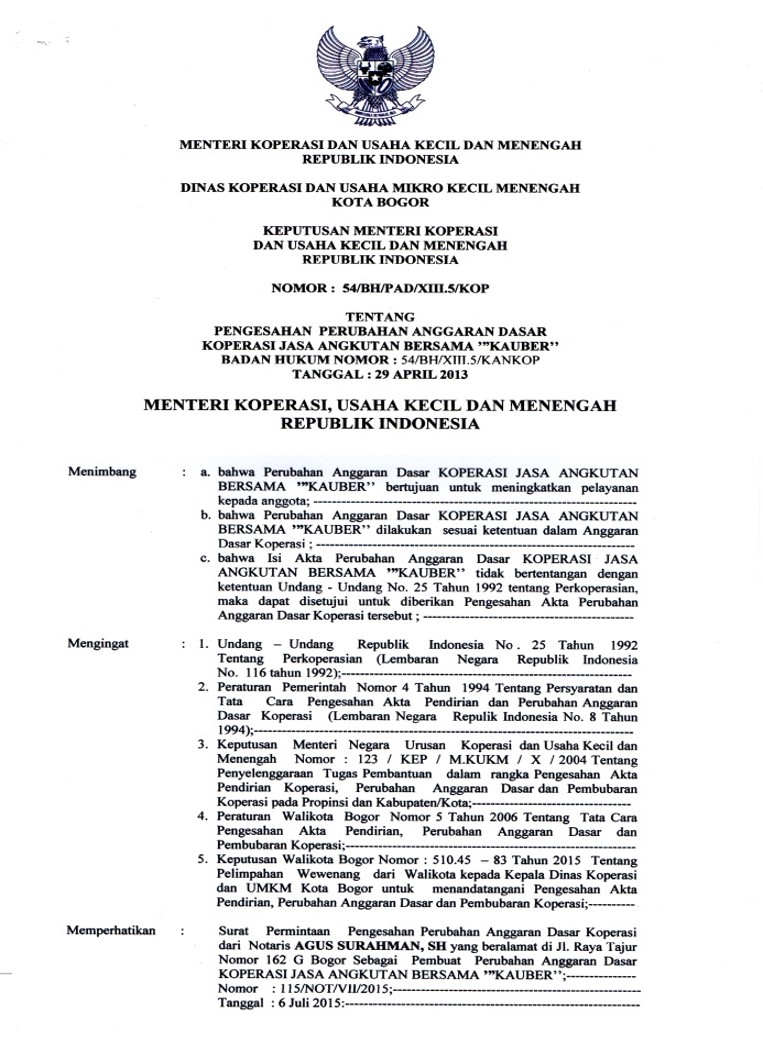 MENTERI KOPERASI DAN USAHA KECIL DAN MENENGAH
REPUBLIK INDONESIA
DINAS KOPERASI DAN USAHA MIKRO KECIL MENENGAH
KOTA BOGOR
KEPUTUSAN MENTERI KOPERASI
DAN USAHA KECIL DAN MENENGAH
REPUBLIK INDONESIA
NOMOR : 54/BH/PAD/XIII.5/KOP
TENTANG
PENGESAHAN PERUBAHAN ANGGARAN DASAR
KOPERASI JASA ANGKUTAN BERSAMA '"KAUBER''
BADAN HUKUM NOMOR : 54/BH/XIII.5/KANKOP
TANGGAL : 29 APRIL 2013
MENTERI KOPERASI, USAHA KECIL DAN MENENGAH
REPUBLIK INDONESIA
Menimbang : a. bahwa Perubahan Anggaran Dasar KOPERASI JASA ANGKUTAN
BERSAMA '"KAUBER'' bertujuan untuk meningkatkan pelayanan
kepada anggota; ----------------------------------------------------------------------
b. bahwa Perubahan Anggaran Dasar KOPERASI JASA ANGKUTAN
BERSAMA '"KAUBER'' dilakukan sesuai ketentuan dalam Anggaran
Dasar Koperasi ; ---------------------------------------------------------------------
c. bahwa Isi Akta Perubahan Anggaran Dasar KOPERASI JASA
ANGKUTAN BERSAMA '"KAUBER'' tidak bertentangan dengan
ketentuan Undang - Undang No. 25 Tahun 1992 tentang Perkoperasian,
maka dapat disetujui untuk diberikan Pengesahan Akta Perubahan
Anggaran Dasar Koperasi tersebut ; ----------------------------------------------
Mengingat : 1. Undang – Undang Republik Indonesia No . 25 Tahun 1992
Tentang Perkoperasian (Lembaran Negara Republik Indonesia
No. 116 tahun 1992);---------------------------------------------------------------
2. Peraturan Pemerintah Nomor 4 Tahun 1994 Tentang Persyaratan dan
Tata Cara Pengesahan Akta Pendirian dan Perubahan Anggaran
Dasar Koperasi (Lembaran Negara Repulik Indonesia No. 8 Tahun
1994);-----------------------------------------------------------------------------------
3. Keputusan Menteri Negara Urusan Koperasi dan Usaha Kecil dan
Menengah Nomor : 123 / KEP / M.KUKM / X / 2004 Tentang
Penyelenggaraan Tugas Pembantuan dalam rangka Pengesahan Akta
Pendirian Koperasi, Perubahan Anggaran Dasar dan Pembubaran
Koperasi pada Propinsi dan Kabupaten/Kota;-----------------------------------
4. Peraturan Walikota Bogor Nomor 5 Tahun 2006 Tentang Tata Cara
Pengesahan Akta Pendirian, Perubahan Anggaran Dasar dan
Pembubaran Koperasi;---------------------------------------------------------------
5. Keputusan Walikota Bogor Nomor : 510.45 – 83 Tahun 2015 Tentang
Pelimpahan Wewenang dari Walikota kepada Kepala Dinas Koperasi
dan UMKM Kota Bogor untuk menandatangani Pengesahan Akta
Pendirian, Perubahan Anggaran Dasar dan Pembubaran Koperasi;----------
Memperhatikan : Surat Permintaan Pengesahan Perubahan Anggaran Dasar Koperasi
dari Notaris AGUS SURAHMAN, SH yang beralamat di Jl. Raya Tajur
Nomor 162 G Bogor Sebagai Pembuat Perubahan Anggaran Dasar
KOPERASI JASA ANGKUTAN BERSAMA '"KAUBER'';---------------
Nomor : 115/NOT/VII/2015;------------------------------------------------------
Tanggal : 6 Juli 2015:----------------------------------------------------------------